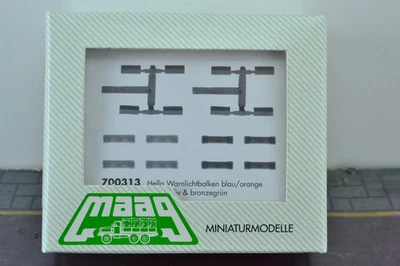 700313 Hella Warnlichtbalken blau/orange
& bronzegrün
maag
MINIATURMODELLE